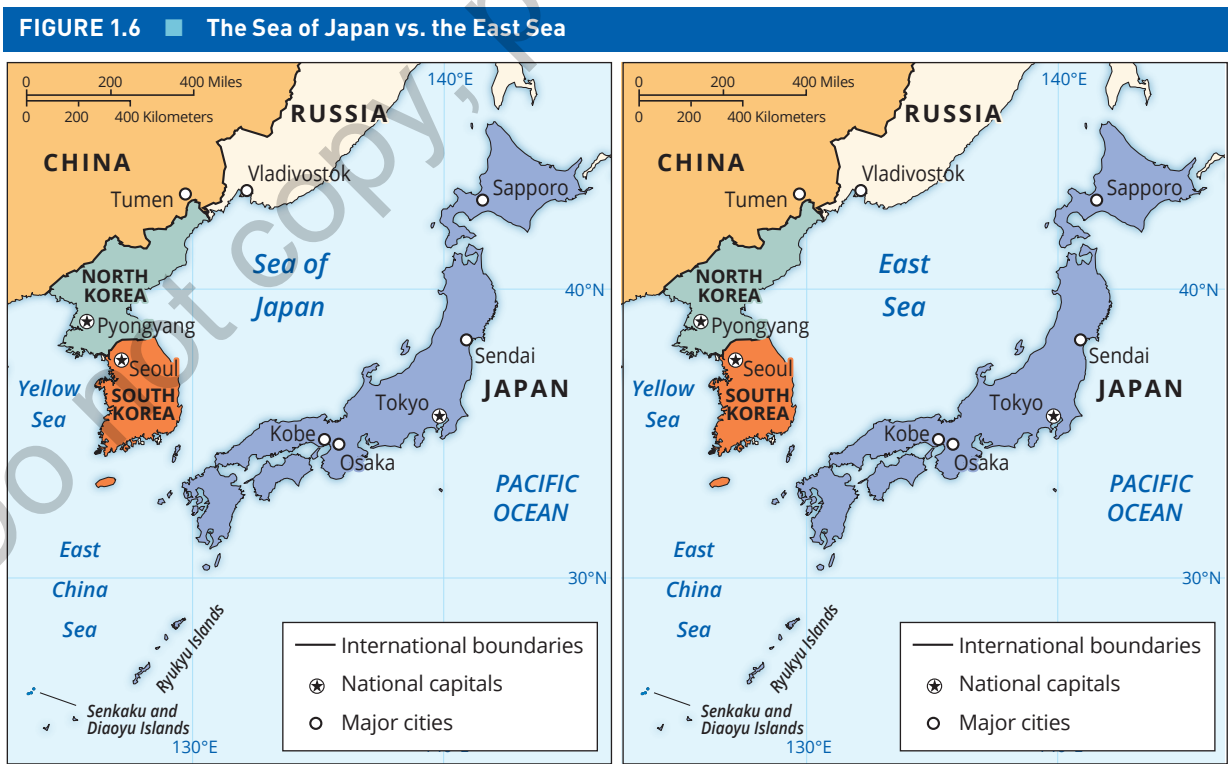 FIGURE 1.6 The Sea of Japan vs. the East Sea
0 200 400 Miles
0 200 400 Kilometers
140°E
RUSSIA
CHINA
Vladivostok
Tumen
Sapporo
Sea of
Japan
NORTH
KOREA
40°N
Pyongyang
Sendai
Seoul
Yellow
Sea
SOUTH
KOREA
JAPAN
Tokyo
Kobe
Osaka
PACIFIC
OCEAN
East
China
Sea
30°N
Ryukyu Islands
Senkaku and
Diaoyu Islands
130°E
International boundaries
National capitals
Major cities
0 200 400 Miles
0 200 400 Kilometers
140°E
RUSSIA
CHINA
Vladivostok
Tumen
Sapporo
East
Sea
NORTH
KOREA
40°N
Pyongyang
Sendai
Seoul
Yellow
Sea
SOUTH
KOREA
JAPAN
Tokyo
Kobe
Osaka
PACIFIC
OCEAN
East
China
Sea
30°N
Ryukyu Islands
Senkaku and
Diaoyu Islands
130°E
International boundaries
National capitals
Major cities
Do not copy, p